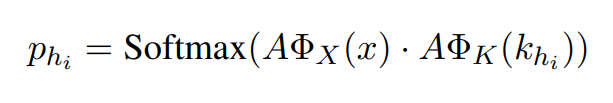 p_{h_i} = Softmax(AΦ_X(x) · AΦ_K(k_{h_i}))